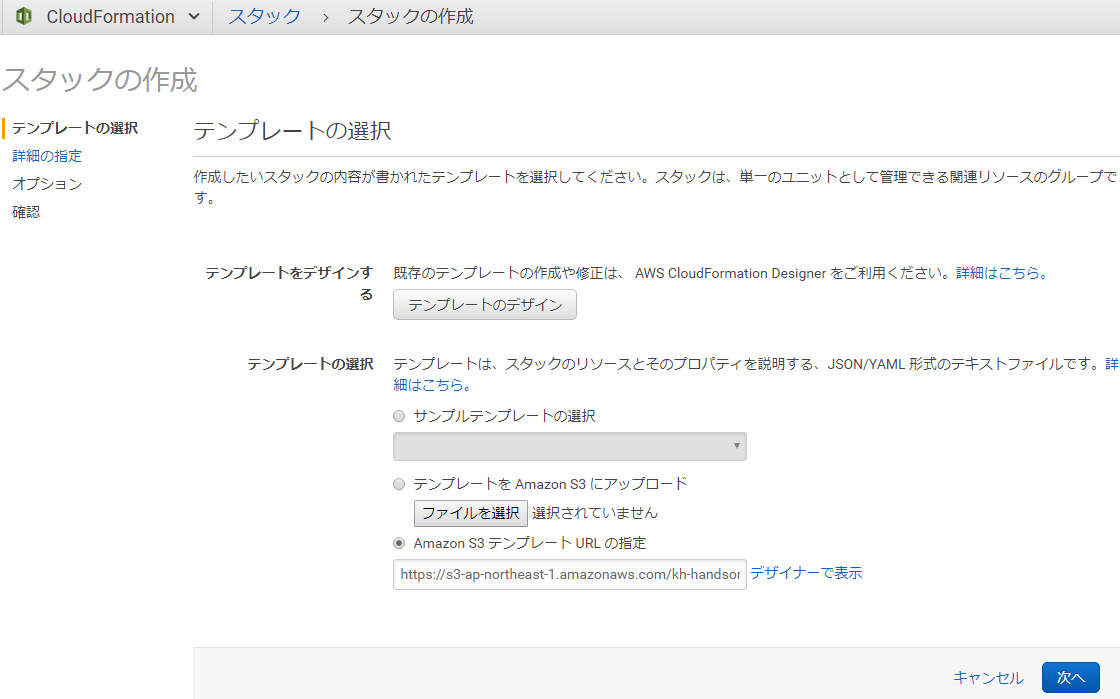 CloudFormation スタック › スタックの作成
スタックの作成
テンプレートの選択
詳細の指定
オプション
確認
テンプレートの選択
作成したいスタックの内容が書かれたテンプレートを選択してください。スタックは、単一のユニットとして管理できる関連リソースのグループで
す。
テンプレートをデザインす
る
既存のテンプレートの作成や修正は、 AWS CloudFormation Designer をご利用ください。詳細はこちら。
テンプレートのデザイン
テンプレートの選択
テンプレートは、スタックのリソースとそのプロパティを説明する、JSON/YAML 形式のテキストファイルです。詳
細はこちら。
サンプルテンプレートの選択
テンプレートを Amazon S3 にアップロード
ファイルを選択 選択されていません
Amazon S3 テンプレート URL の指定
https://s3-ap-northeast-1.amazonaws.com/kh-handson デザイナーで表示
キャンセル 次へ